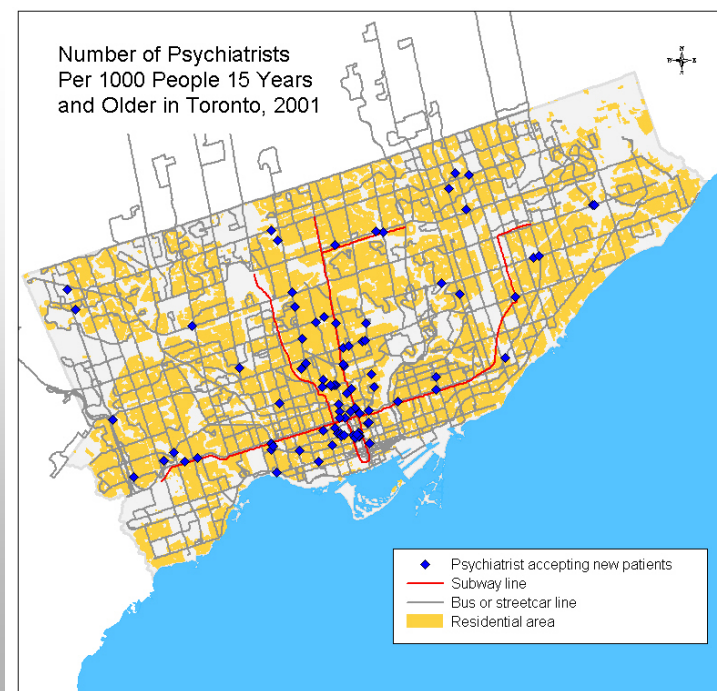 Number of Psychiatrists
Per 1000 People 15 Years
and Older in Toronto, 2001
N
W
E
S
Psychiatrist accepting new patients
Subway line
Bus or streetcar line
Residential area